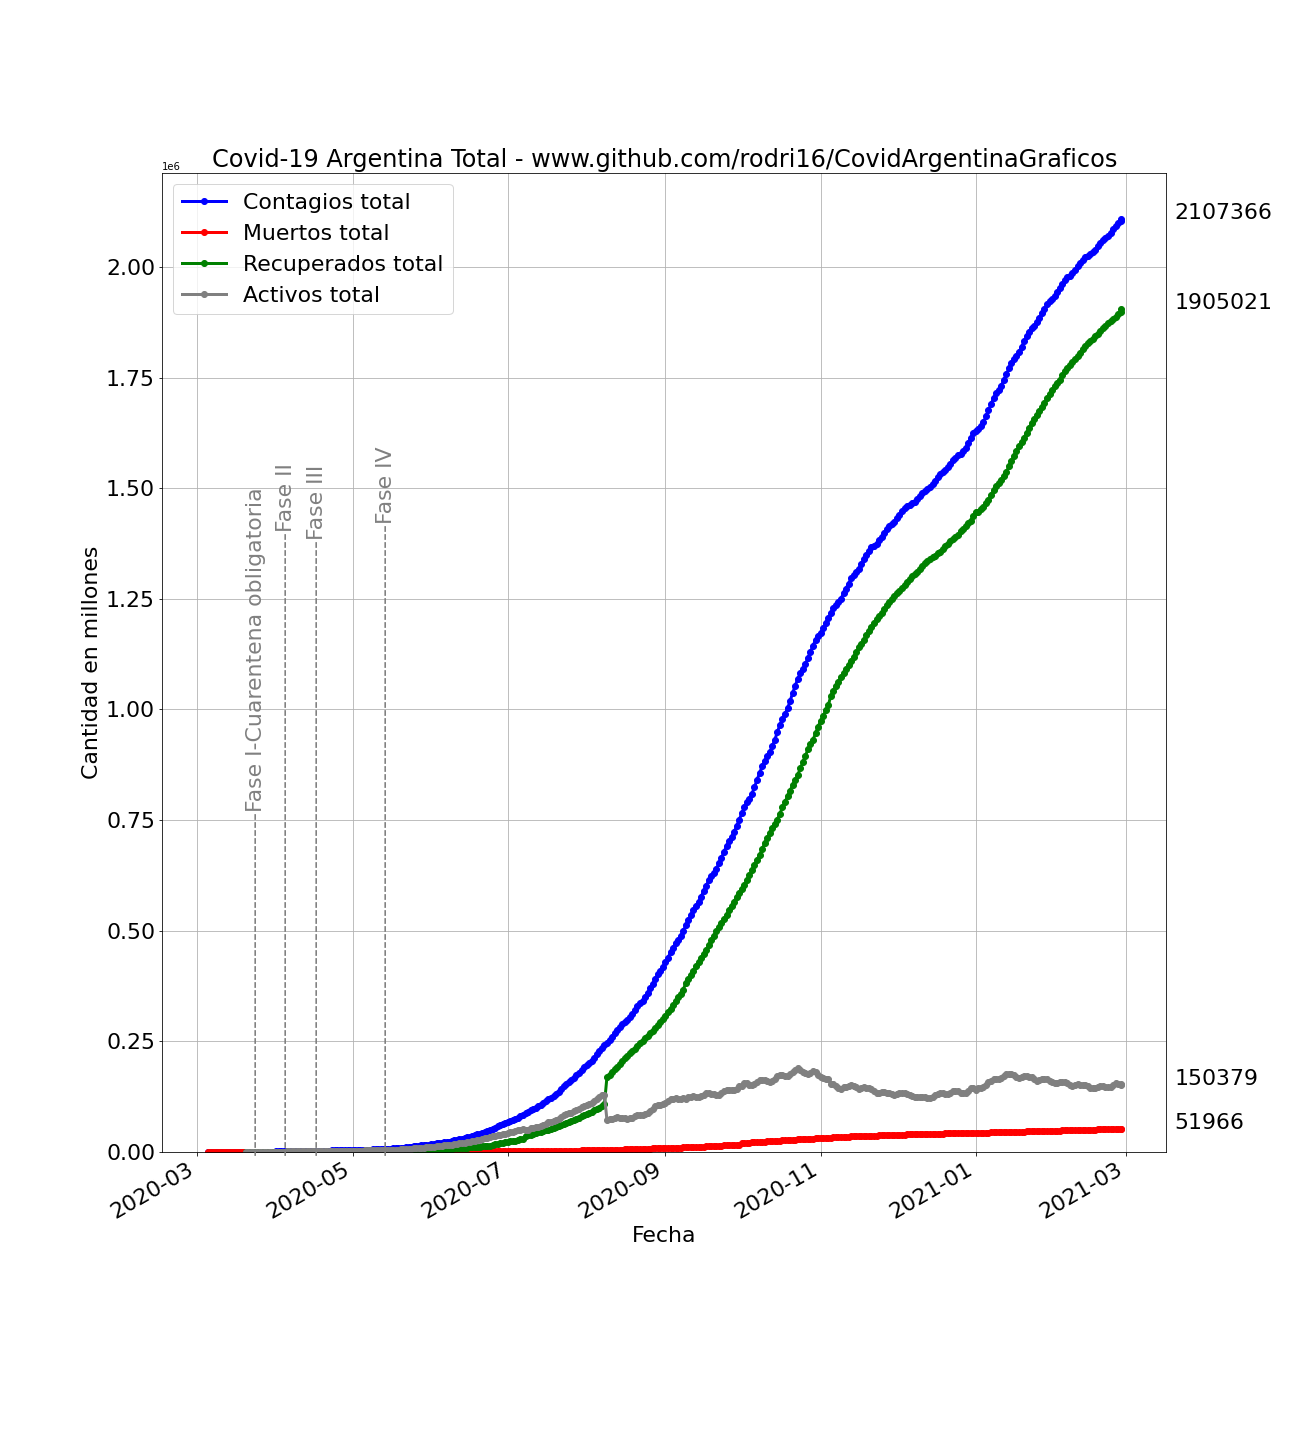 Covid-19 Argentina Total - www.github.com/rodri16/CovidArgentinaGraficos
1e6
Contagios total
Muertos total
Recuperados total
Activos total
2107366
1905021
150379
51966
2.00
1.75
1.50
1.25
1.00
0.75
0.50
0.25
0.00
Cantidad en millones
Fase I-Cuarentena obligatoria
Fase II
Fase III
Fase IV
2020-03
2020-05
2020-07
2020-09
2020-11
2021-01
2021-03
Fecha